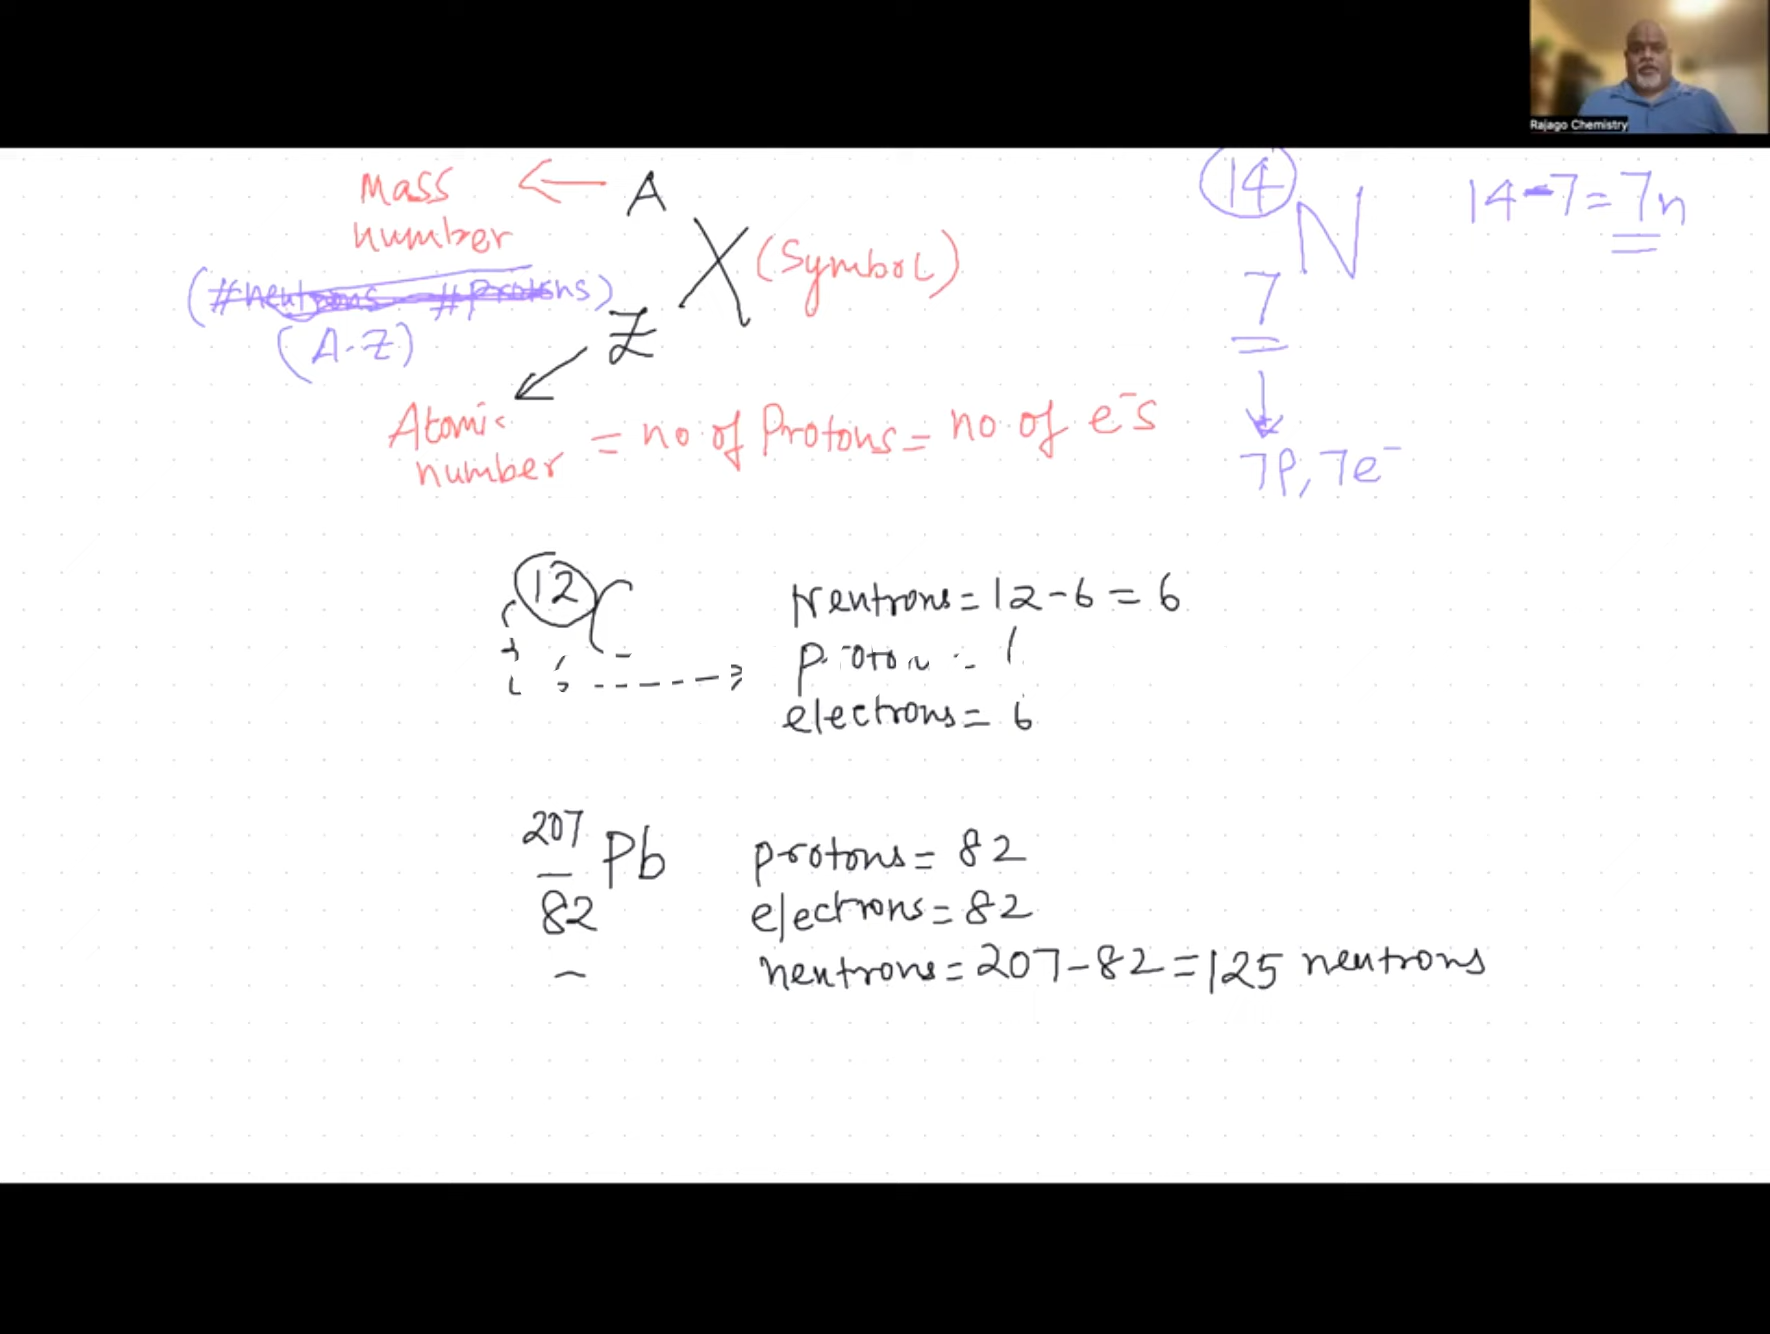 Rajago Chemistry
Mass
number
A
X (Symbol)
(A-Z)
Z
Atomic
number = no. of Protons = no. of e⁻s
14
N
7
14-7 = 7n
7P, 7e⁻
12
Neutrons = 12-6 = 6
electrons = 6
207
Pb
82
protons = 82
electrons = 82
neutrons = 207-82 = 125 neutrons